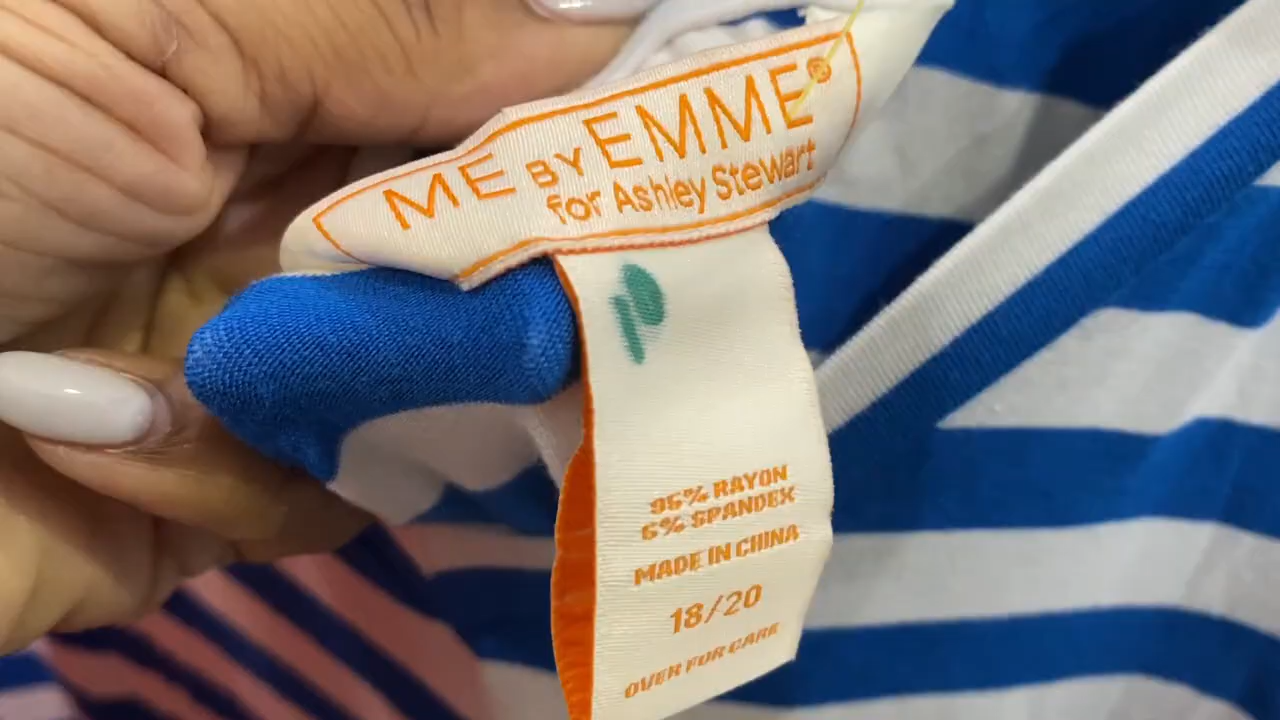 ME BY EMME®
for Ashley Stewart
95% RAYON
5% SPANDEX
MADE IN CHINA
18/20
OVER FOR CARE